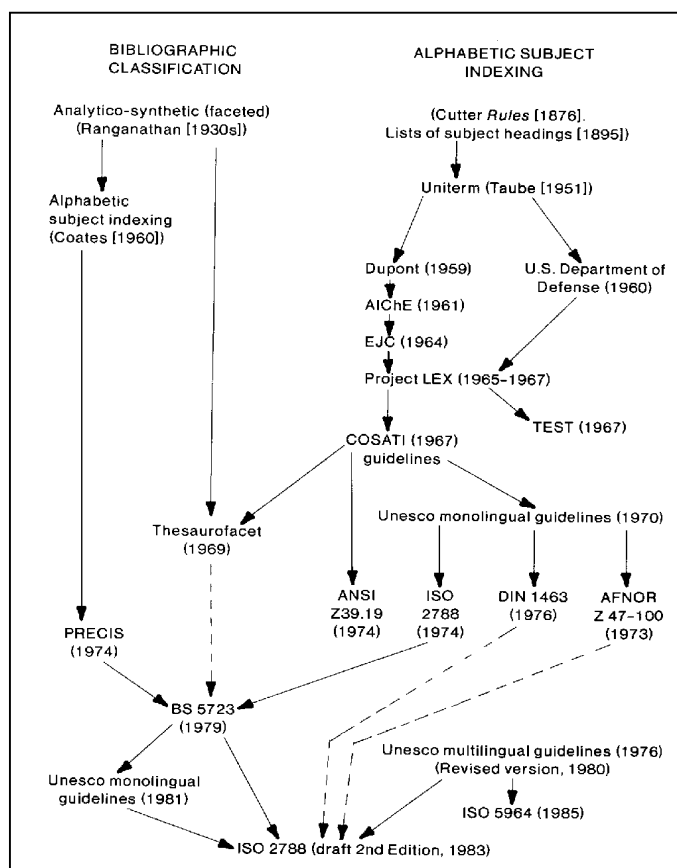 BIBLIOGRAPHIC
CLASSIFICATION
ALPHABETIC SUBJECT
INDEXING
Analytico-synthetic (faceted)
(Ranganathan [1930s])
(Cutter Rules [1876].
Lists of subject headings [1895])
Alphabetic
subject indexing
(Coates [1960])
Uniterm (Taube [1951])
Dupont (1959)
U.S. Department of
Defense (1960)
AIChE (1961)
EJC (1964)
Project LEX (1965-1967)
TEST (1967)
COSATI (1967)
guidelines
Thesaurofacet
(1969)
Unesco monolingual guidelines (1970)
ANSI
Z39.19
(1974)
ISO
2788
(1974)
DIN 1463
(1976)
AFNOR
Z 47-100
(1973)
PRECIS
(1974)
BS 5723
(1979)
Unesco multilingual guidelines (1976)
(Revised version, 1980)
Unesco monolingual
guidelines (1981)
ISO 5964 (1985)
ISO 2788 (draft 2nd Edition, 1983)